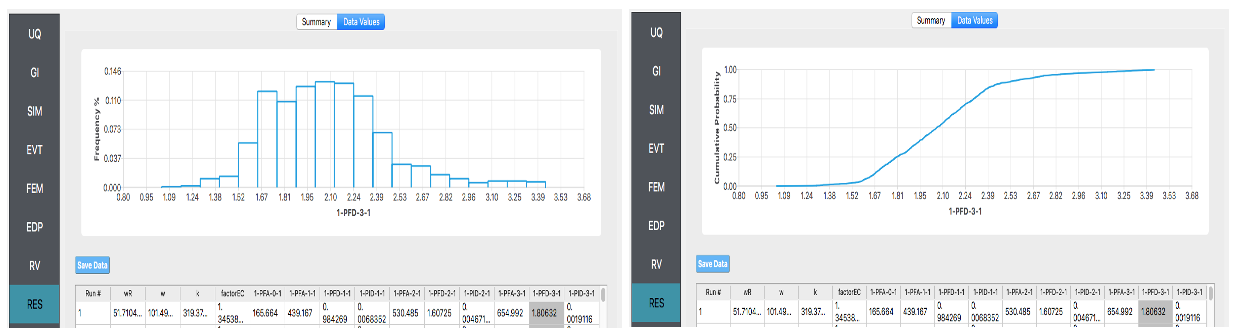 Summary Data Values
UQ
GI
SIM
EVT
FEM
EDP
RV
RES
Frequency %
0.146
0.110
0.073
0.037
0.000
0.80 0.95 1.09 1.24 1.38 1.52 1.67 1.81 1.95 2.10 2.24 2.39 2.53 2.67 2.82 2.96 3.10 3.25 3.39 3.53 3.68
1-PFD-3-1
Save Data
Run # wR w k factorEC 1-PFA-0-1 1-PFA-1-1 1-PFD-1-1 1-PID-1-1 1-PFA-2-1 1-PFD-2-1 1-PID-2-1 1-PFA-3-1 1-PFD-3-1 1-PID-3-1
1 51.7104... 101.49... 319.37... 1.
34538... 165.664 439.167 0.
984269 0.
0068352 530.485 1.60725 0.
004671... 654.992 1.80632 0.
0019116
Summary Data Values
UQ
GI
SIM
EVT
FEM
EDP
RV
RES
Cumulative Probability
1.00
0.75
0.50
0.25
0.00
0.80 0.95 1.09 1.24 1.38 1.52 1.67 1.81 1.95 2.10 2.24 2.39 2.53 2.67 2.82 2.96 3.10 3.25 3.39 3.53 3.68
1-PFD-3-1
Save Data
Run # wR w k factorEC 1-PFA-0-1 1-PFA-1-1 1-PFD-1-1 1-PID-1-1 1-PFA-2-1 1-PFD-2-1 1-PID-2-1 1-PFA-3-1 1-PFD-3-1 1-PID-3-1
1 51.7104... 101.49... 319.37... 1.
34538... 165.664 439.167 0.
984269 0.
0068352 530.485 1.60725 0.
004671... 654.992 1.80632 0.
0019116